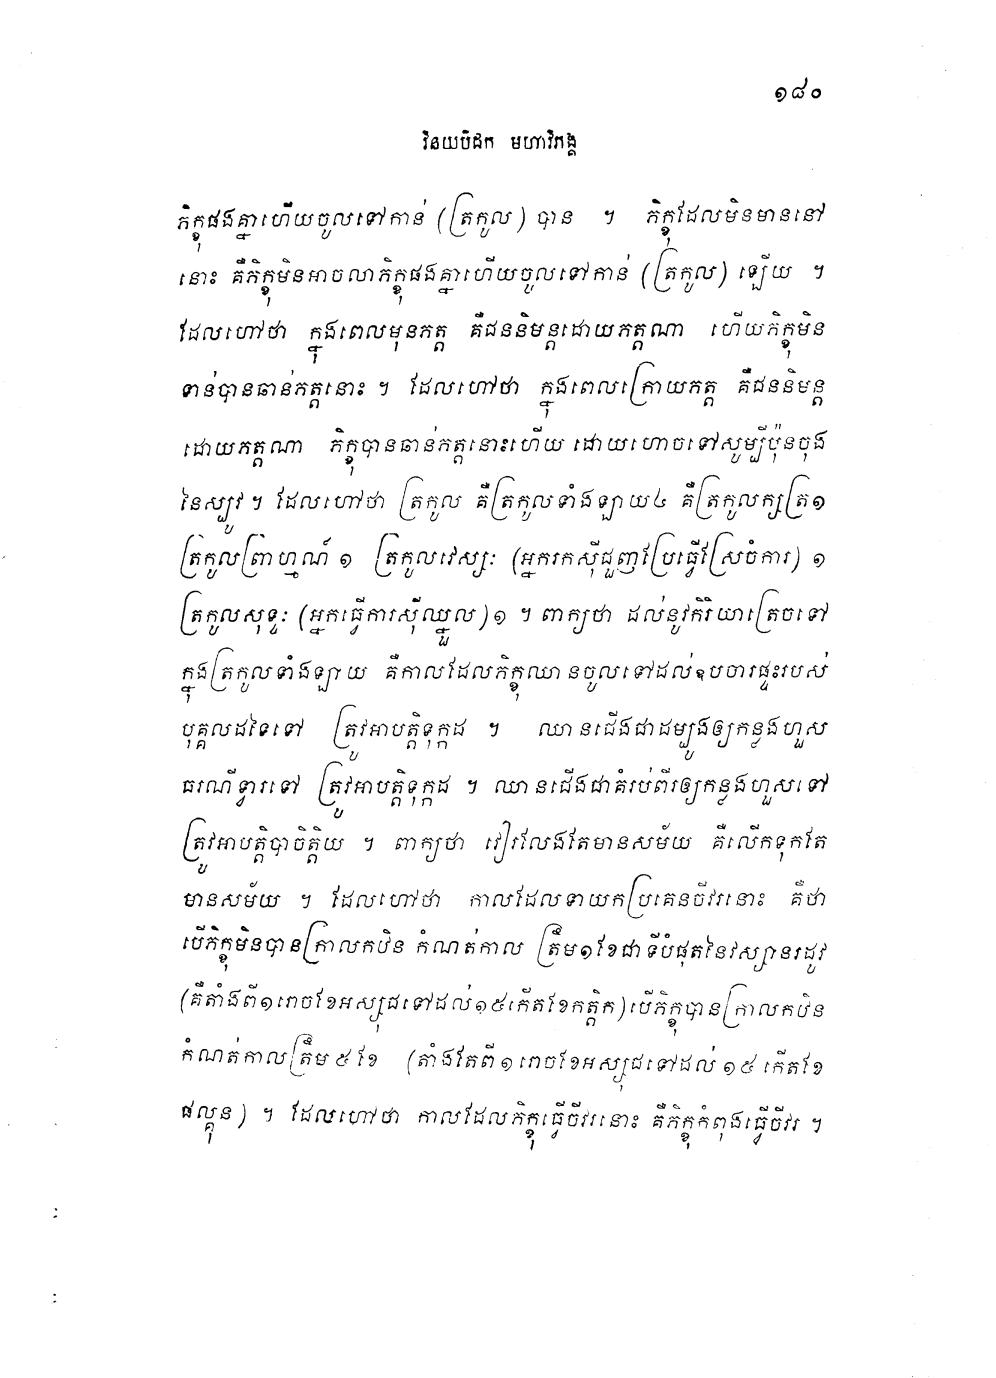 ១៨០
វិនយបិដក មហាវិភង្គ
ភិក្ខុផងគ្នាហើយចូលទៅកាន់ (ត្រកូល) បាន ។ ភិក្ខុដែលមិនមាននៅ
នោះ គឺភិក្ខុមិនអាចលាភិក្ខុផងគ្នាហើយចូលទៅកាន់ (ត្រកូល) ឡើយ ។
ដែលហៅថា ក្នុងពេលមុនភត្ត គឺជននិមន្តដោយភត្តណា ហើយភិក្ខុមិន
ទាន់បានឆាន់ភត្តនោះ ។ ដែលហៅថា ក្នុងពេលក្រោយភត្ត គឺជននិមន្ត
ដោយភត្តណា ភិក្ខុបានឆាន់ភត្តនោះហើយ ដោយហោចទៅសូម្បីប៉ុនចុង
នៃស្បូវ ។ ដែលហៅថា ត្រកូល គឺត្រកូលទាំងឡាយ៤ គឺត្រកូលក្សត្រ១
ត្រកូលព្រាហ្មណ៍ ១ ត្រកូលវេស្សៈ (អ្នករកស៊ីជួញប្រែធ្វើស្រែចំការ) ១
ត្រកូលសុទ្ទៈ (អ្នកធ្វើការស៊ីឈ្នួល) ១ ។ ពាក្យថា ដល់នូវកិរិយាត្រេចទៅ
ក្នុងត្រកូលទាំងឡាយ គឺកាលដែលភិក្ខុឈានចូលទៅដល់ឧបចារផ្ទះរបស់
បុគ្គលដទៃទៅ ត្រូវអាបត្តិទុក្កដ ។ ឈានជើងជាដម្បូងឲ្យកន្លងហួស
ធរណីទ្វារទៅ ត្រូវអាបត្តិទុក្កដ ។ ឈានជើងជាគំរប់ពីរឲ្យកន្លងហួសទៅ
ត្រូវអាបត្តិបាចិត្តិយ ។ ពាក្យថា វៀរលែងតែមានសម័យ គឺលើកទុកតែ
មានសម័យ ។ ដែលហៅថា កាលដែលទាយកប្រគេនចីវរនោះ គឺថា
បើភិក្ខុមិនបានក្រាលកឋិន កំណត់កាល ត្រឹម១ខែជាទីបំផុតនៃវស្សានរដូវ
(គឺតាំងពី១រោចខែអស្សុជទៅដល់១៥កើតខែកត្តិក) បើភិក្ខុបានក្រាលកឋិន
កំណត់កាលត្រឹម ៥ ខែ (តាំងតែពី ១ រោចខែអស្សុជទៅដល់ ១៥ កើតខែ
ផល្គុន) ។ ដែលហៅថា កាលដែលភិក្ខុធ្វើចីវរនោះ គឺភិក្ខុកំពុងធ្វើចីវរ ។